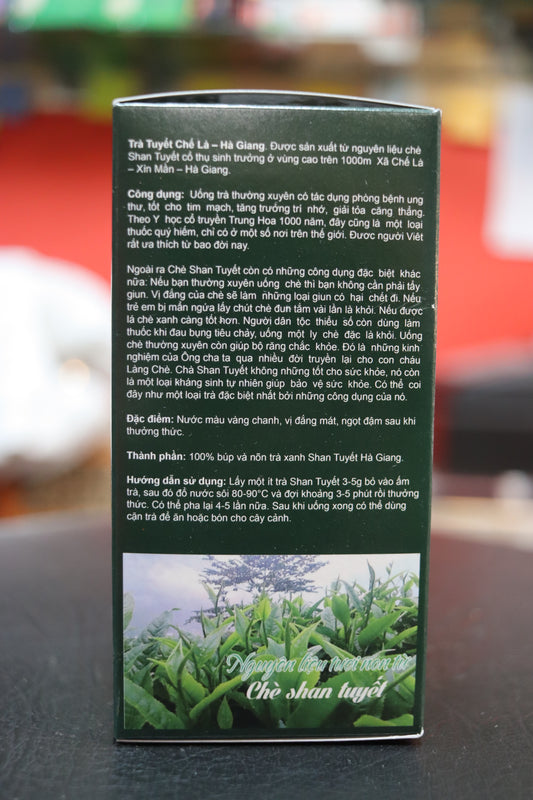 Trà Tuyết Chế Là – Hà Giang. Được sản xuất từ nguyên liệu chè
Shan Tuyết cổ thụ sinh trưởng ở vùng cao trên 1000m  Xã Chế Là
– Xín Mần – Hà Giang.
Công dụng: Uống trà thường xuyên có tác dụng phòng bệnh ung
thư, tốt cho tim mạch, tăng trưởng trí nhớ, giải tỏa căng thẳng.
Theo Y học cổ truyền Trung Hoa 1000 năm, đây cũng là một loại
thuốc quý hiếm, chỉ có ở một số nơi trên thế giới. Được người Việt
rất ưa thích từ bao đời nay.
Ngoài ra Chè Shan Tuyết còn có những công dụng đặc biệt khác
nữa: Nếu bạn thường xuyên uống chè thì bạn không cần phải tẩy
giun. Vị đắng của chè sẽ làm những loại giun có hại chết đi. Nếu
trẻ em bị mẩn ngứa lấy chút chè đun tắm vài lần là khỏi. Nếu được
lá chè xanh càng tốt hơn. Người dân tộc thiểu số còn dùng làm
thuốc khi đau bụng tiêu chảy, uống một ly chè đặc là khỏi. Uống
chè thường xuyên còn giúp bộ răng chắc khỏe. Đó là những kinh
nghiệm của Ông cha ta qua nhiều đời truyền lại cho con cháu
Làng Chè. Chà Shan Tuyết không những tốt cho sức khỏe, nó còn
là một loại kháng sinh tự nhiên giúp bảo vệ sức khỏe. Có thể coi
đây như một loại trà đặc biệt nhất bởi những công dụng của nó.
Đặc điểm: Nước màu vàng chanh, vị đắng mát, ngọt đậm sau khi
thưởng thức.
Thành phần: 100% búp và nõn trà xanh Shan Tuyết Hà Giang.
Hướng dẫn sử dụng: Lấy một ít trà Shan Tuyết 3-5g bỏ vào ấm
trà, sau đó đổ nước sôi 80-90°C và đợi khoảng 3-5 phút rồi thưởng
thức. Có thể pha lại 4-5 lần nữa. Sau khi uống xong có thể dùng
cặn trà để ăn hoặc bón cho cây cảnh.
Nguyên liệu tươi non từ
Chè shan tuyết